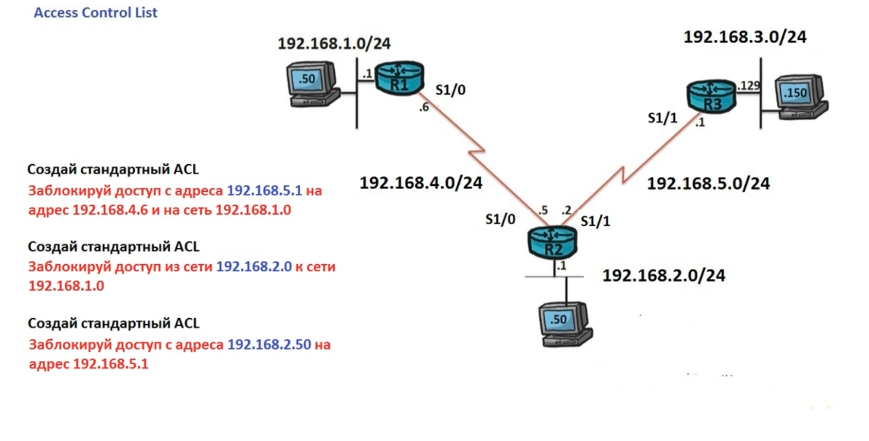 Access Control List
192.168.1.0/24
192.168.3.0/24
.50
.1
R1
S1/0
.6
R3
.129
.150
S1/1
.1
Создай стандартный ACL
Заблокируй доступ с адреса 192.168.5.1 на
адрес 192.168.4.6 и на сеть 192.168.1.0
192.168.4.0/24
192.168.5.0/24
S1/0
.5
.2
S1/1
R2
.1
192.168.2.0/24
.50
Создай стандартный ACL
Заблокируй доступ из сети 192.168.2.0 к сети
192.168.1.0
Создай стандартный ACL
Заблокируй доступ с адреса 192.168.2.50 на
адрес 192.168.5.1